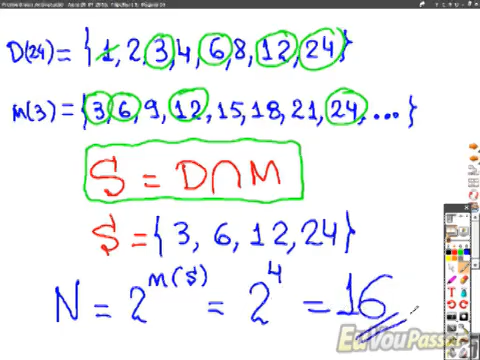 D(24) = {1, 2, 3, 4, 6, 8, 12, 24}
M(3) = {3, 6, 9, 12, 15, 18, 21, 24, ...}
S = D∩M
S = {3, 6, 12, 24}
N = 2^m(S) = 2^4 = 16
EuVouPassar